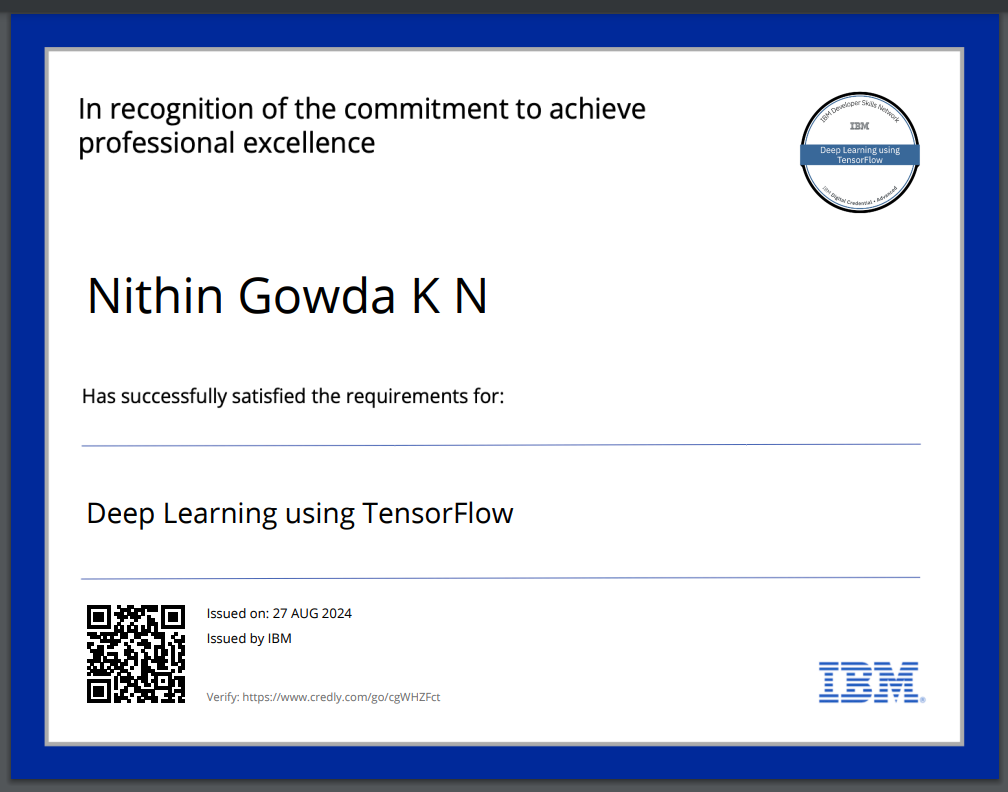 In recognition of the commitment to achieve
professional excellence
IBM Developer Skills Network
IBM
Deep Learning using
TensorFlow
IBM Digital Credential • Advanced
Nithin Gowda K N
Has successfully satisfied the requirements for:
Deep Learning using TensorFlow
Issued on: 27 AUG 2024
Issued by IBM
Verify: https://www.credly.com/go/cgWHZFct
IBM®